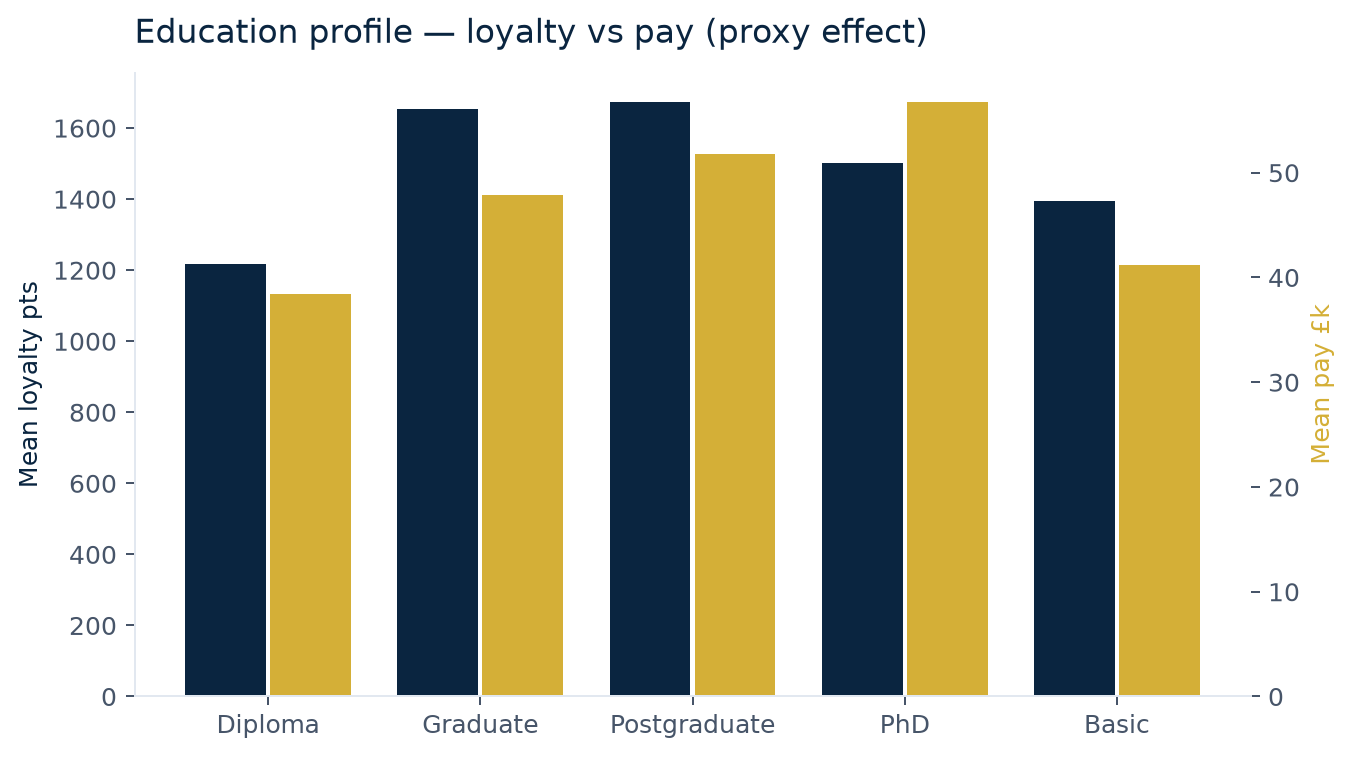 Education profile — loyalty vs pay (proxy effect)
Mean loyalty pts
1600
1400
1200
1000
800
600
400
200
0
50
40
30
20
10
0
Mean pay £k
Diploma
Graduate
Postgraduate
PhD
Basic